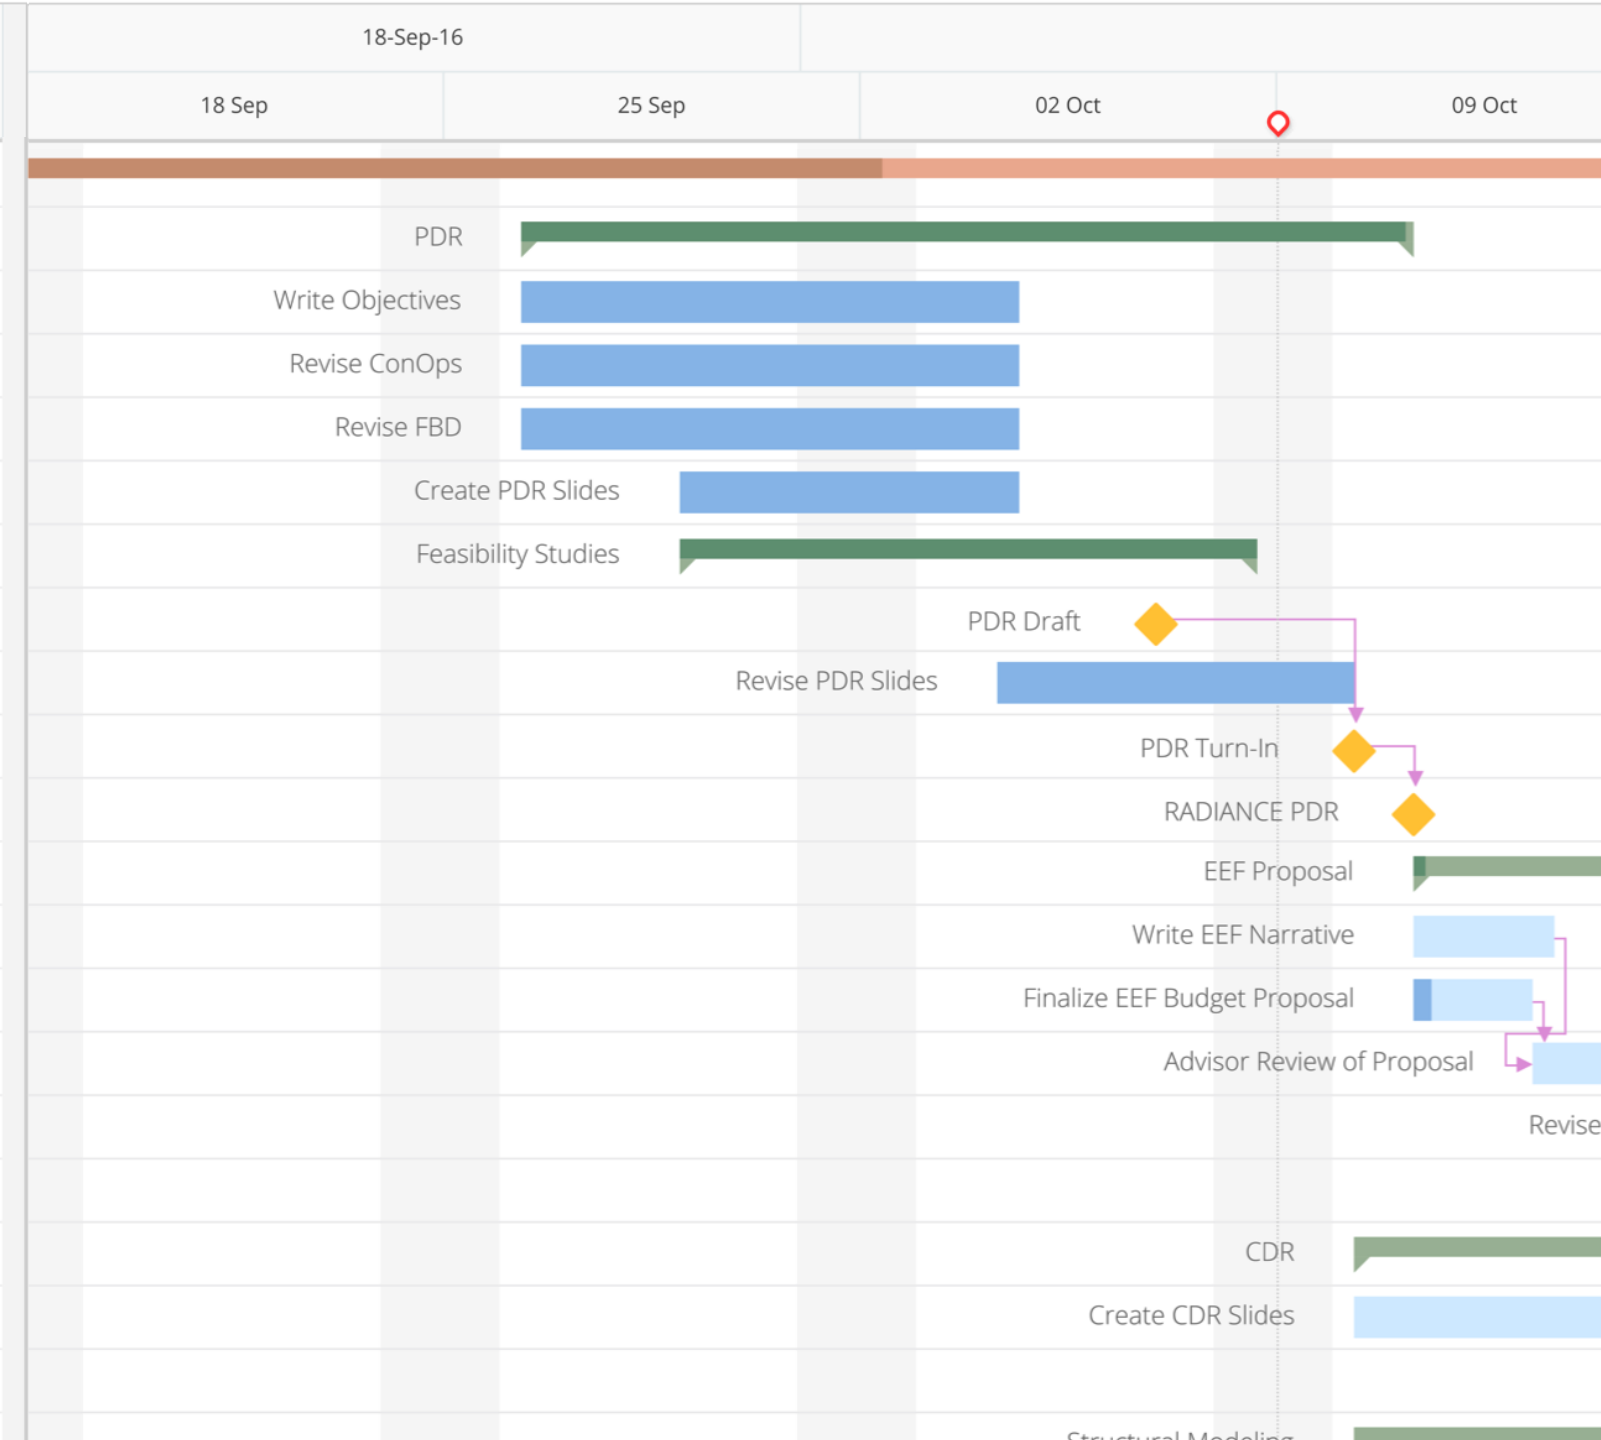 18-Sep-16
18 Sep
25 Sep
02 Oct
09 Oct
PDR
Write Objectives
Revise ConOps
Revise FBD
Create PDR Slides
Feasibility Studies
PDR Draft
Revise PDR Slides
PDR Turn-In
RADIANCE PDR
EEF Proposal
Write EEF Narrative
Finalize EEF Budget Proposal
Advisor Review of Proposal
Revise
CDR
Create CDR Slides
Structural Modeling